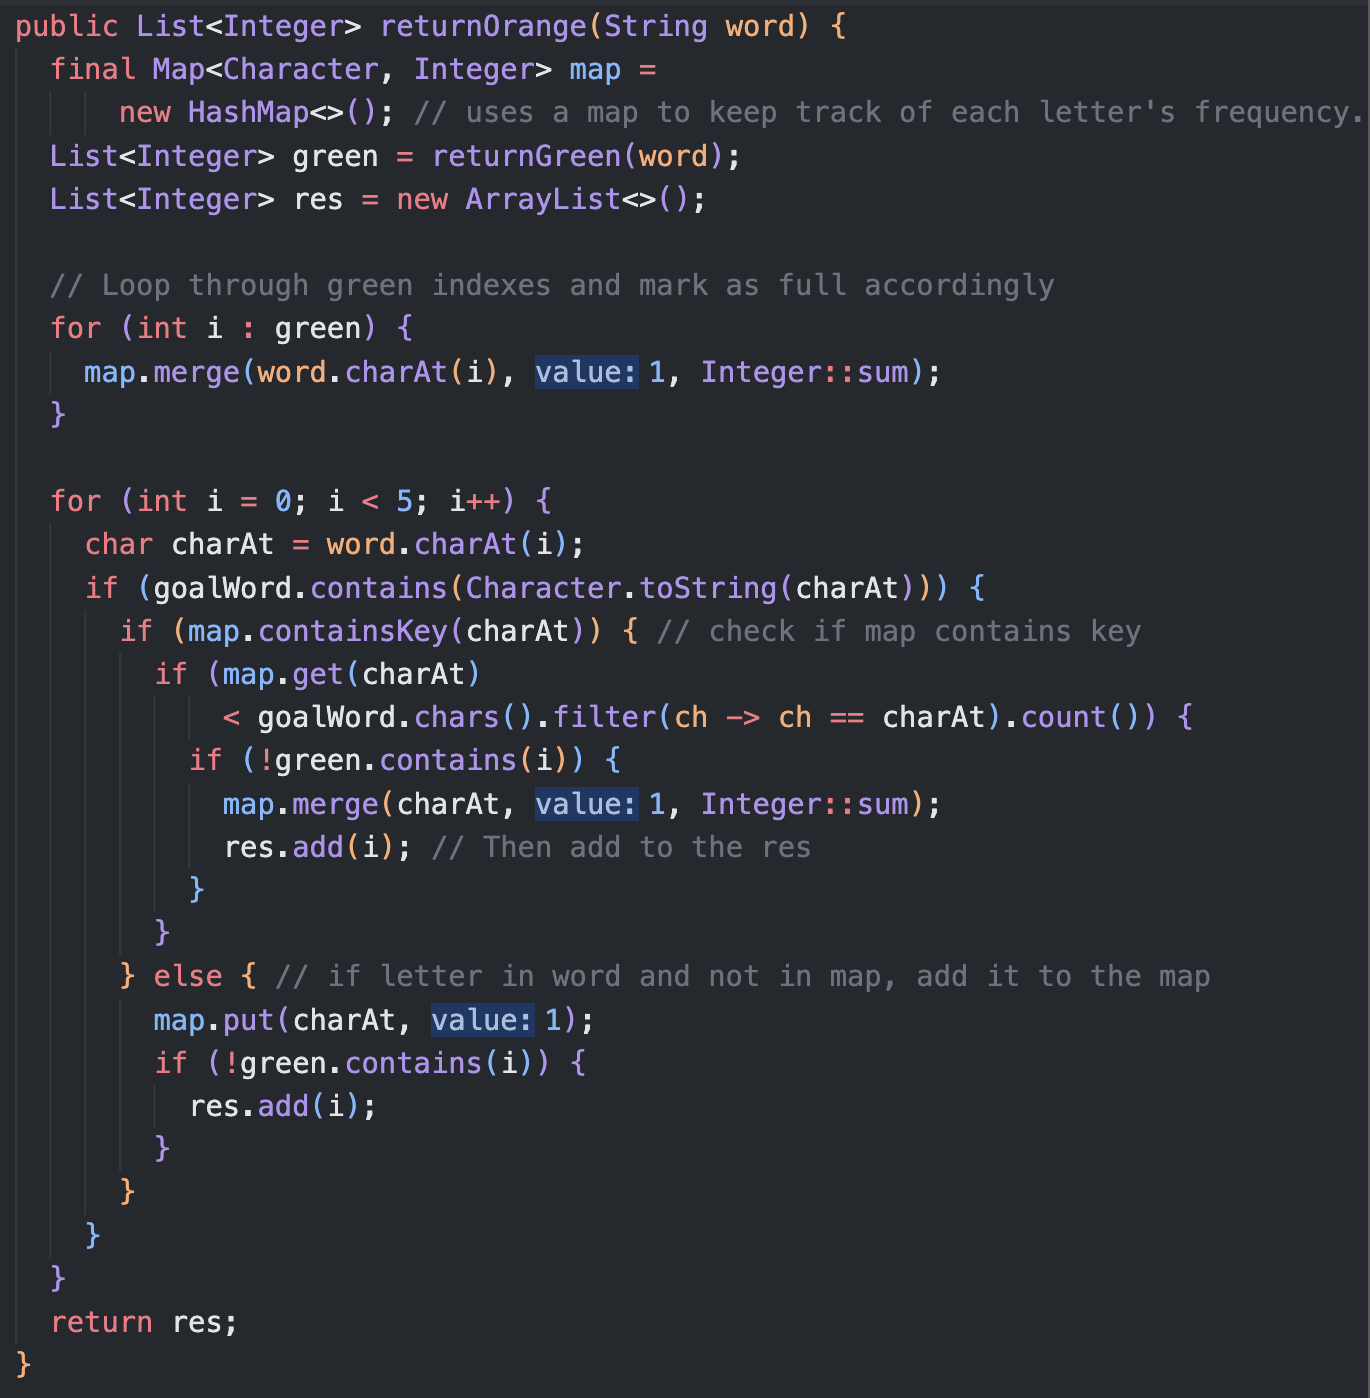 public List<Integer> returnOrange(String word) {
  final Map<Character, Integer> map =
      new HashMap<>(); // uses a map to keep track of each letter's frequency.
  List<Integer> green = returnGreen(word);
  List<Integer> res = new ArrayList<>();

  // Loop through green indexes and mark as full accordingly
  for (int i : green) {
    map.merge(word.charAt(i), value: 1, Integer::sum);
  }

  for (int i = 0; i < 5; i++) {
    char charAt = word.charAt(i);
    if (goalWord.contains(Character.toString(charAt))) {
      if (map.containsKey(charAt)) { // check if map contains key
        if (map.get(charAt)
            < goalWord.chars().filter(ch -> ch == charAt).count()) {
          if (!green.contains(i)) {
            map.merge(charAt, value: 1, Integer::sum);
            res.add(i); // Then add to the res
          }
        }
      } else { // if letter in word and not in map, add it to the map
        map.put(charAt, value: 1);
        if (!green.contains(i)) {
          res.add(i);
        }
      }
    }
  }
  return res;
}